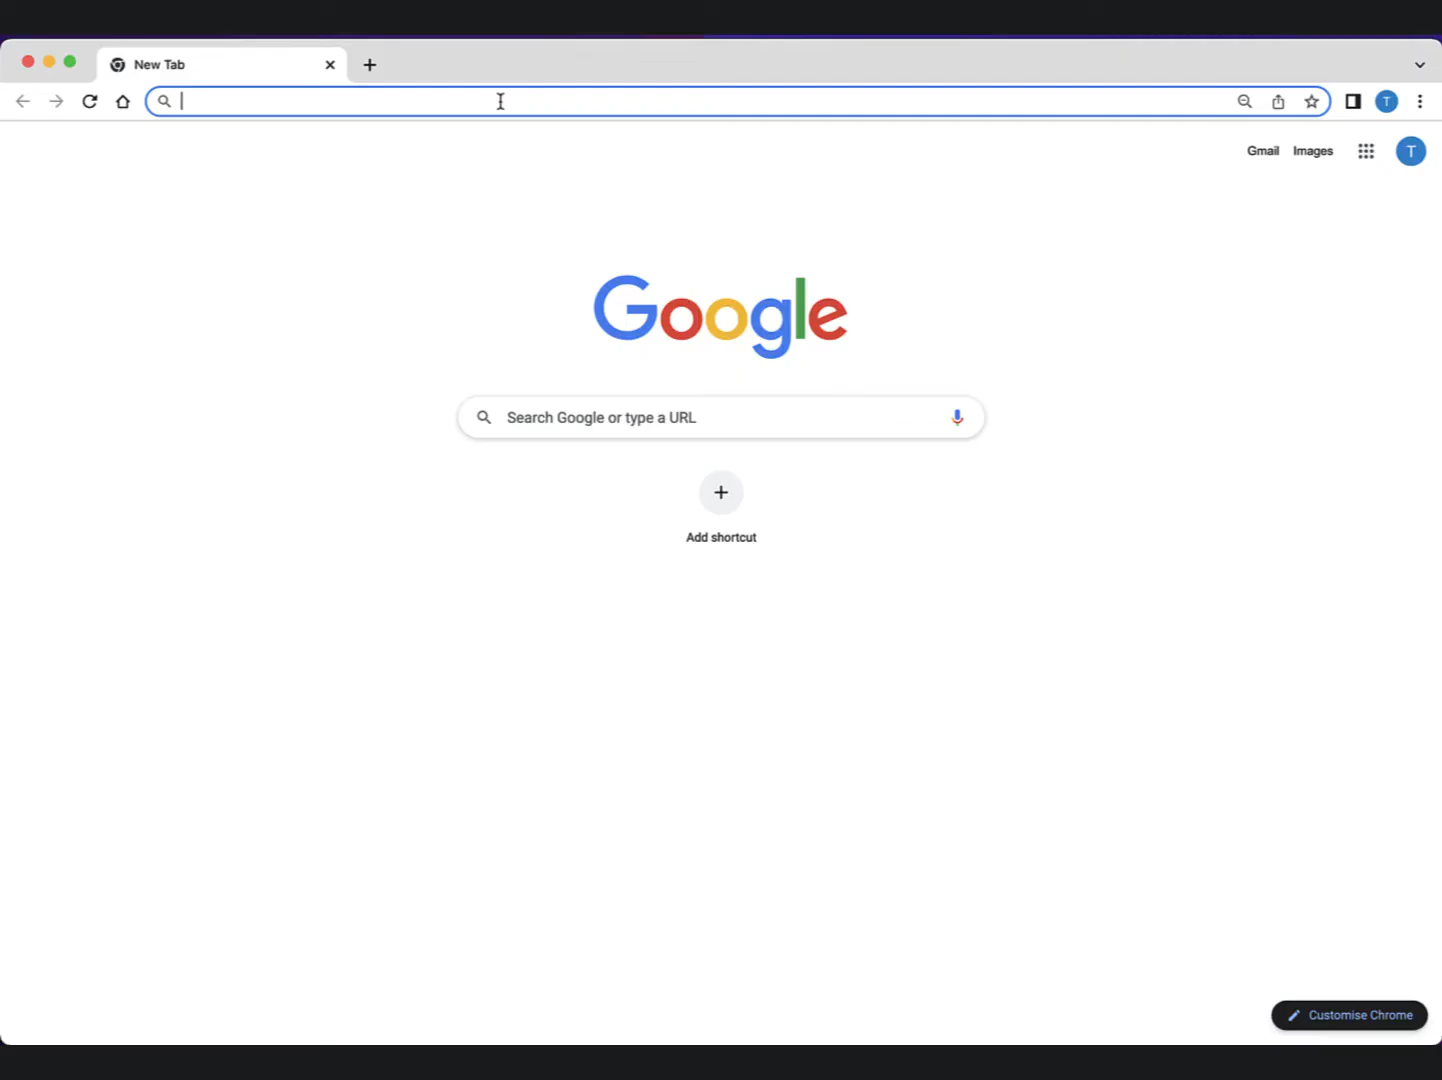 New Tab
Gmail Images
T
T
Google
Search Google or type a URL
Add shortcut
Customise Chrome